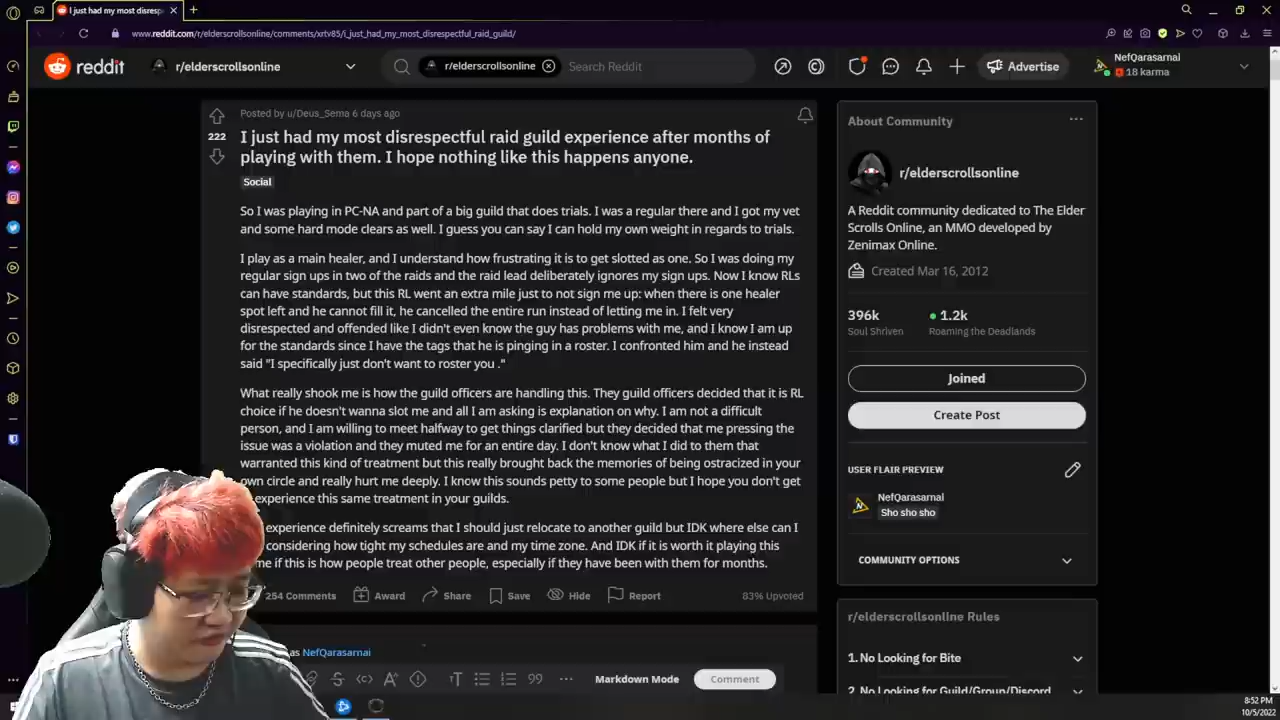 I just had my most disresp
www.reddit.com/r/elderscrollsonline/comments/xrtv85/i_just_had_my_most_disrespectful_raid_guild/
reddit
r/elderscrollsonline
r/elderscrollsonline
Search Reddit
Advertise
NefQarasarnai
18 karma
Posted by u/Deus_Sema 6 days ago
222
I just had my most disrespectful raid guild experience after months of
playing with them. I hope nothing like this happens anyone.
Social
So I was playing in PC-NA and part of a big guild that does trials. I was a regular there and I got my vet
and some hard mode clears as well. I guess you can say I can hold my own weight in regards to trials.
I play as a main healer, and I understand how frustrating it is to get slotted as one. So I was doing my
regular sign ups in two of the raids and the raid lead deliberately ignores my sign ups. Now I know RLs
can have standards, but this RL went an extra mile just to not sign me up: when there is one healer
spot left and he cannot fill it, he cancelled the entire run instead of letting me in. I felt very
disrespected and offended like I didn't even know the guy has problems with me, and I know I am up
for the standards since I have the tags that he is pinging in a roster. I confronted him and he instead
said "I specifically just don't want to roster you ."
What really shook me is how the guild officers are handling this. They guild officers decided that it is RL
choice if he doesn't wanna slot me and all I am asking is explanation on why. I am not a difficult
person, and I am willing to meet halfway to get things clarified but they decided that me pressing the
issue was a violation and they muted me for an entire day. I don't know what I did to them that
warranted this kind of treatment but this really brought back the memories of being ostracized in your
own circle and really hurt me deeply. I know this sounds petty to some people but I hope you don't get
experience this same treatment in your guilds.
experience definitely screams that I should just relocate to another guild but IDK where else can I
considering how tight my schedules are and my time zone. And IDK if it is worth it playing this
me if this is how people treat other people, especially if they have been with them for months.
254 Comments
Award
Share
Save
Hide
Report
83% Upvoted
as NefQarasarnai
Markdown Mode
Comment
About Community
r/elderscrollsonline
A Reddit community dedicated to The Elder
Scrolls Online, an MMO developed by
Zenimax Online.
Created Mar 16, 2012
396k
Soul Shriven
1.2k
Roaming the Deadlands
Joined
Create Post
USER FLAIR PREVIEW
NefQarasarnai
Sho sho sho
COMMUNITY OPTIONS
r/elderscrollsonline Rules
1. No Looking for Bite
2. No Looking for Guild/Group/Discord
8:52 PM
10/5/2022